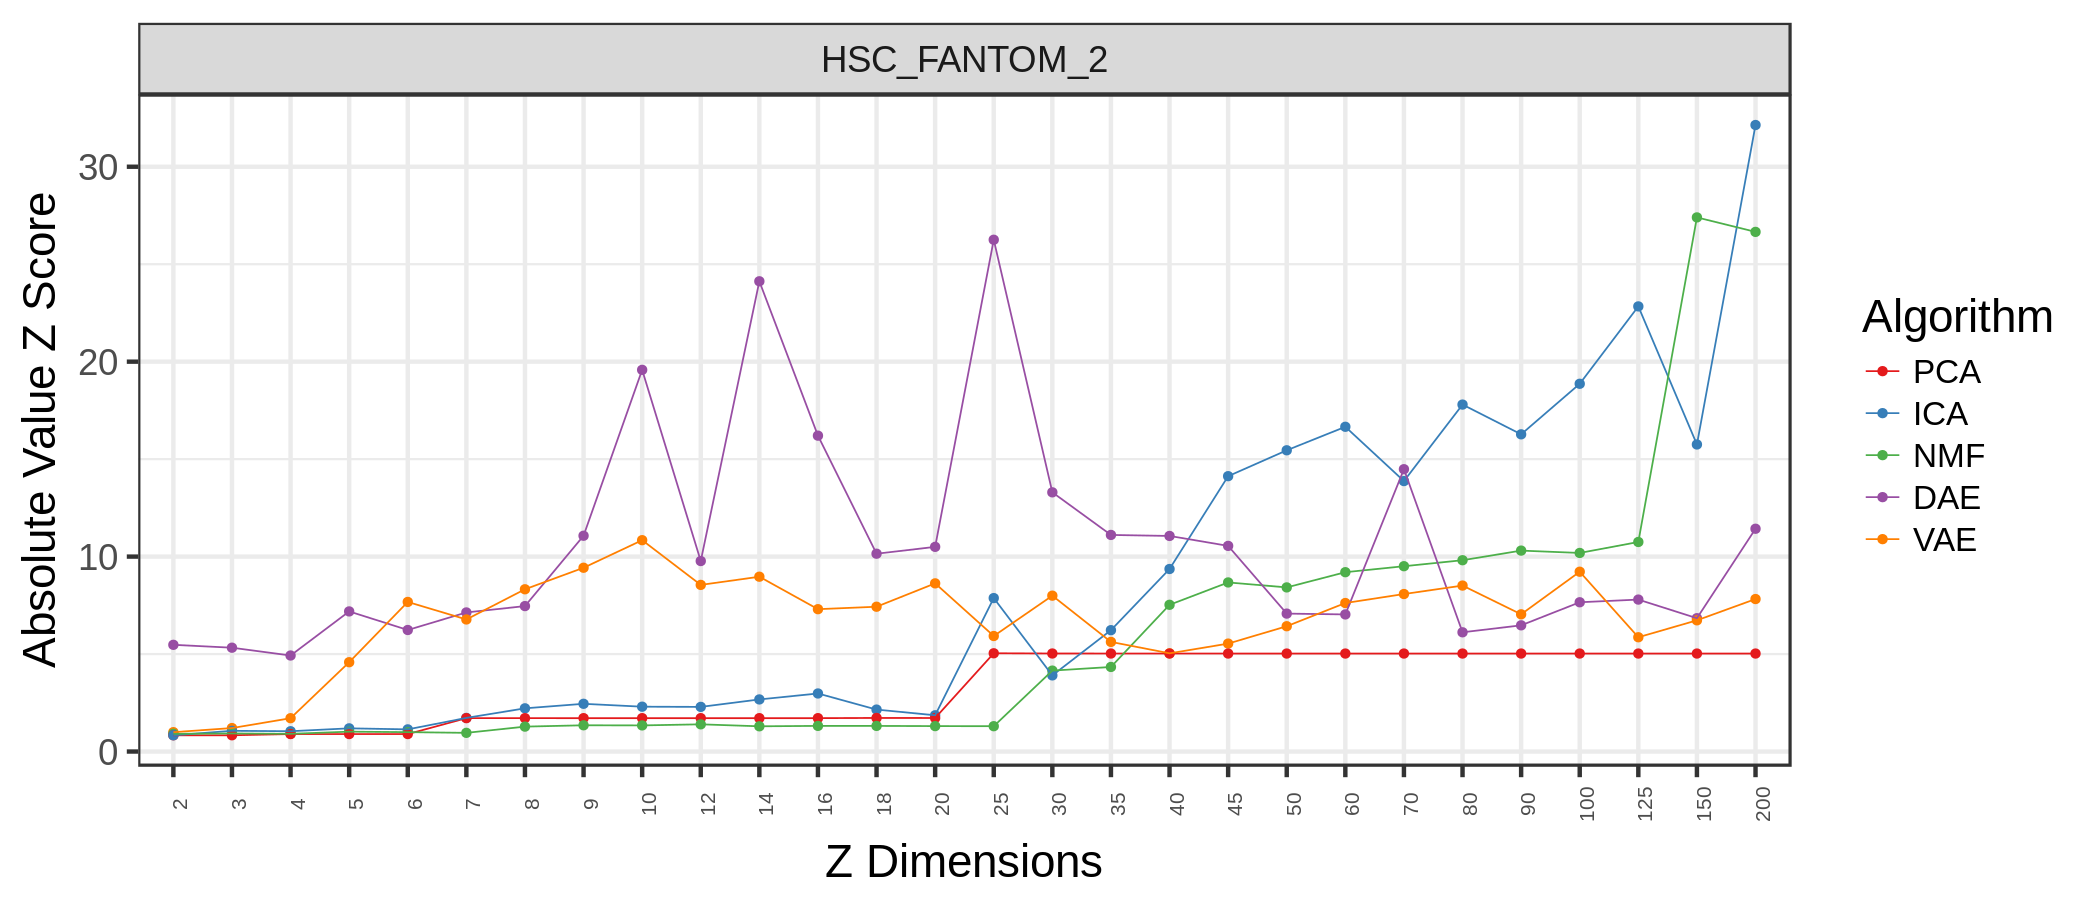 HSC_FANTOM_2
Absolute Value Z Score
30
20
10
0
2 3 4 5 6 7 8 9 10 12 14 16 18 20 25 30 35 40 45 50 60 70 80 90 100 125 150 200
Z Dimensions
Algorithm
PCA
ICA
NMF
DAE
VAE